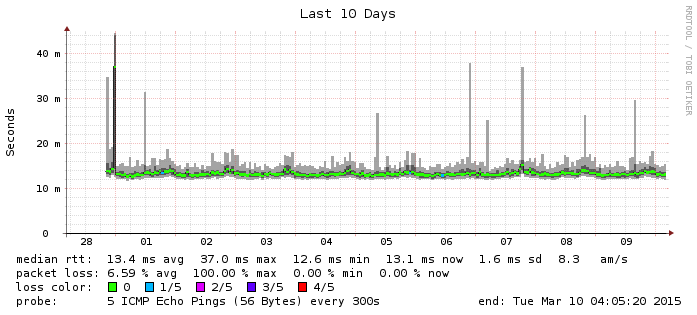 Last 10 Days
RRDTOOL / TOBI OETIKER
Seconds
40 m
30 m
20 m
10 m
0
28 01 02 03 04 05 06 07 08 09
median rtt: 13.4 ms avg 37.0 ms max 12.6 ms min 13.1 ms now 1.6 ms sd 8.3 am/s
packet loss: 6.59 % avg 100.00 % max 0.00 % min 0.00 % now
loss color: 0 1/5 2/5 3/5 4/5
probe: 5 ICMP Echo Pings (56 Bytes) every 300s end: Tue Mar 10 04:05:20 2015